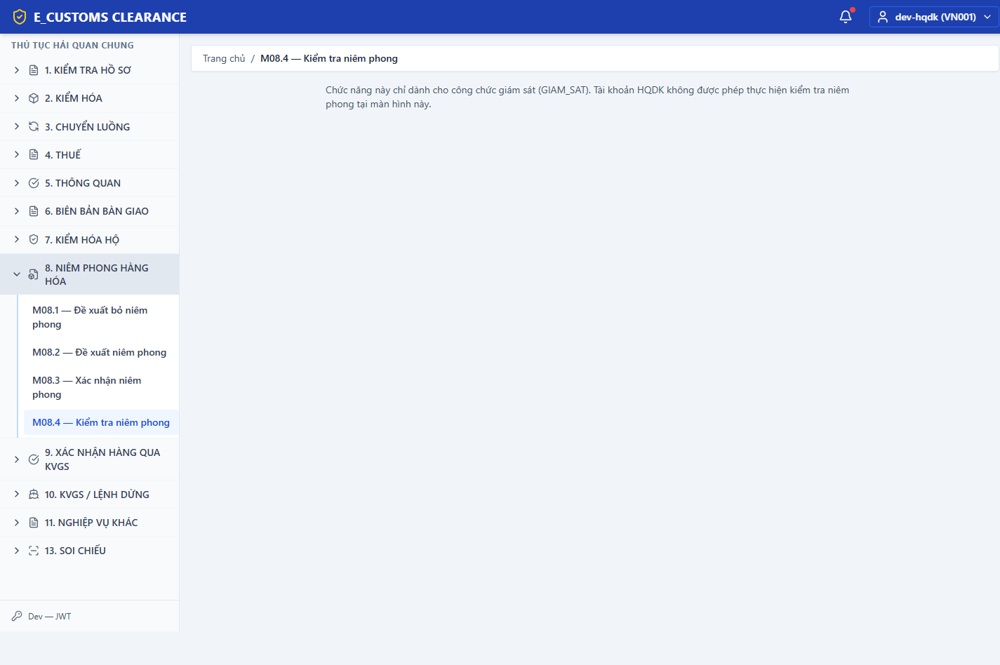 E_CUSTOMS CLEARANCE
dev-hqdk (VN001)
THỦ TỤC HẢI QUAN CHUNG
1. KIỂM TRA HỒ SƠ
2. KIỂM HÓA
3. CHUYỂN LUỒNG
4. THUẾ
5. THÔNG QUAN
6. BIÊN BẢN BÀN GIAO
7. KIỂM HÓA HỘ
8. NIÊM PHONG HÀNG
HÓA
M08.1 — Đề xuất bỏ niêm
phong
M08.2 — Đề xuất niêm phong
M08.3 — Xác nhận niêm
phong
M08.4 — Kiểm tra niêm phong
9. XÁC NHẬN HÀNG QUA
KVGS
10. KVGS / LỆNH DỪNG
11. NGHIỆP VỤ KHÁC
13. SOI CHIẾU
Dev — JWT
Trang chủ / M08.4 — Kiểm tra niêm phong
Chức năng này chỉ dành cho công chức giám sát (GIAM_SAT). Tài khoản HQDK không được phép thực hiện kiểm tra niêm
phong tại màn hình này.